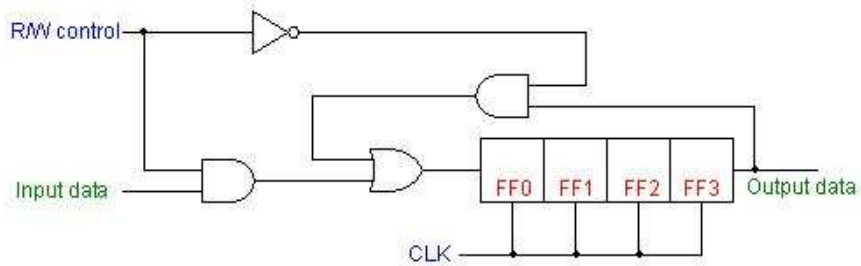 R/W control
Input data
FF0 FF1 FF2 FF3
Output data
CLK